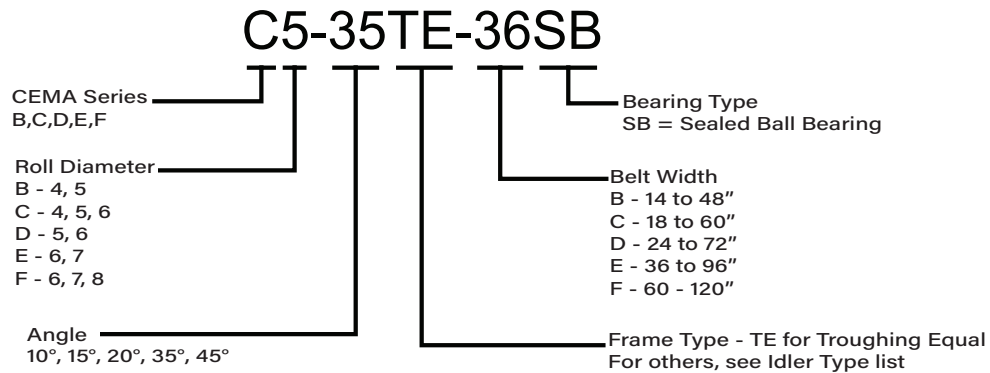 C5-35TE-36SB
CEMA Series
B,C,D,E,F
Roll Diameter
B - 4, 5
C - 4, 5, 6
D - 5, 6
E - 6, 7
F - 6, 7, 8
Angle
10°, 15°, 20°, 35°, 45°
Bearing Type
SB = Sealed Ball Bearing
Belt Width
B - 14 to 48"
C - 18 to 60"
D - 24 to 72"
E - 36 to 96"
F - 60 - 120"
Frame Type - TE for Troughing Equal
For others, see Idler Type list